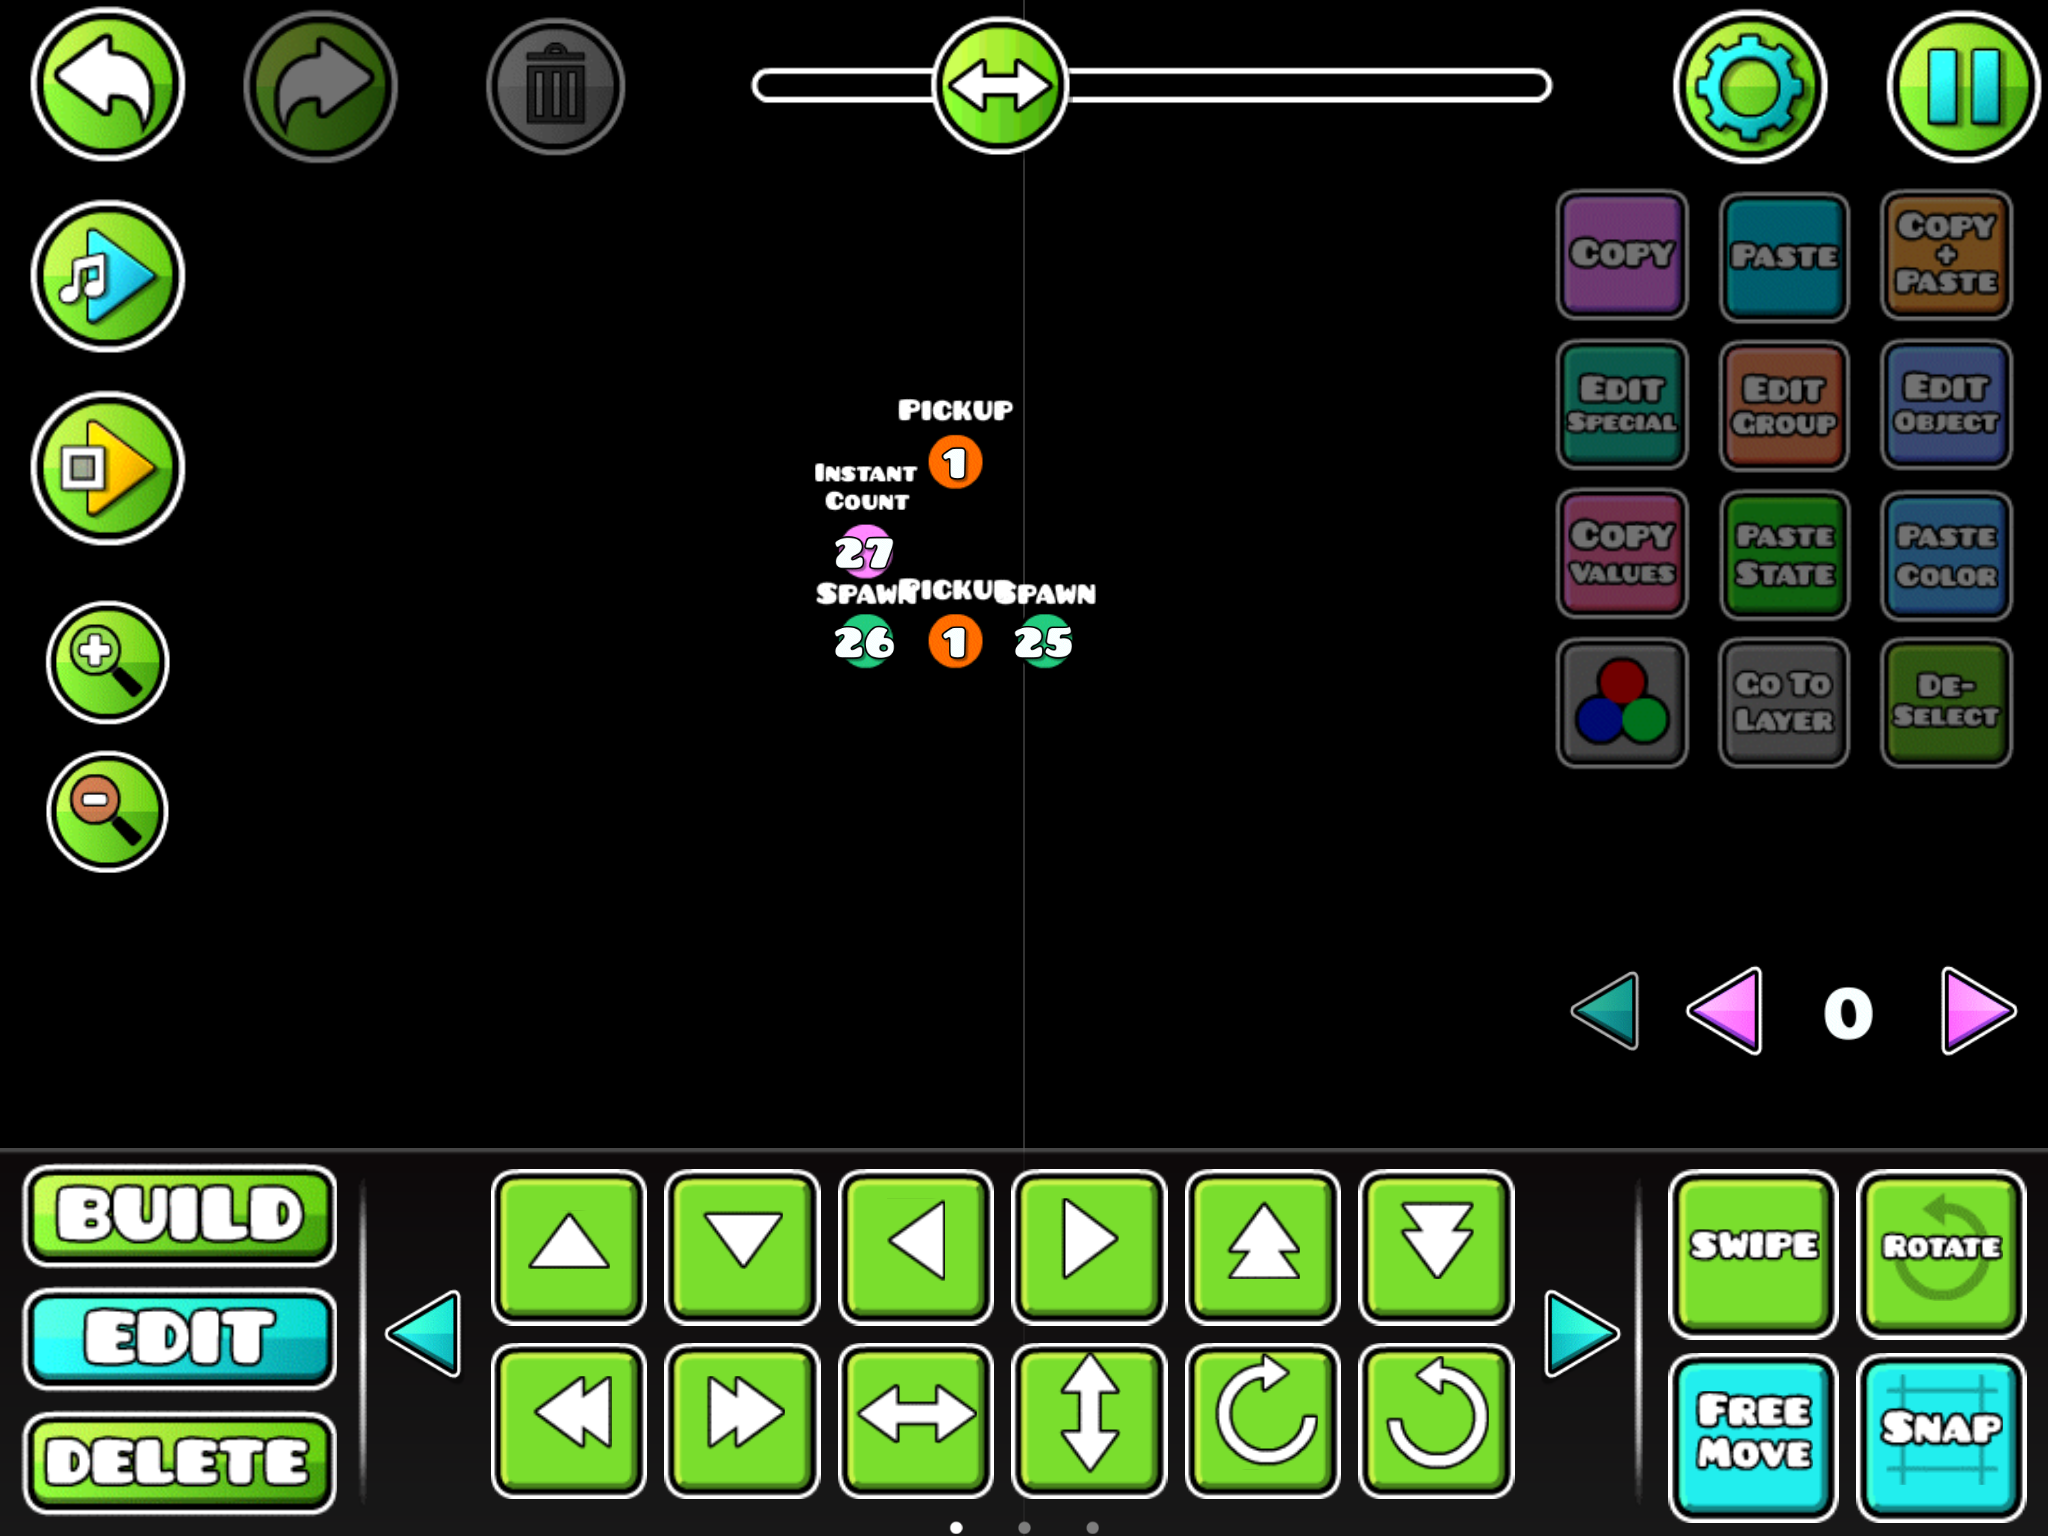 COPY
PASTE
COPY
+
PASTE
EDIT
SPECIAL
EDIT
GROUP
EDIT
OBJECT
PICKUP
1
INSTANT
COUNT
27
COPY
VALUES
PASTE
STATE
PASTE
COLOR
SPAWN
PICKUP
SPAWN
26
1
25
GO TO
LAYER
DE-
SELECT
0
BUILD
EDIT
DELETE
SWIPE
ROTATE
FREE
MOVE
SNAP